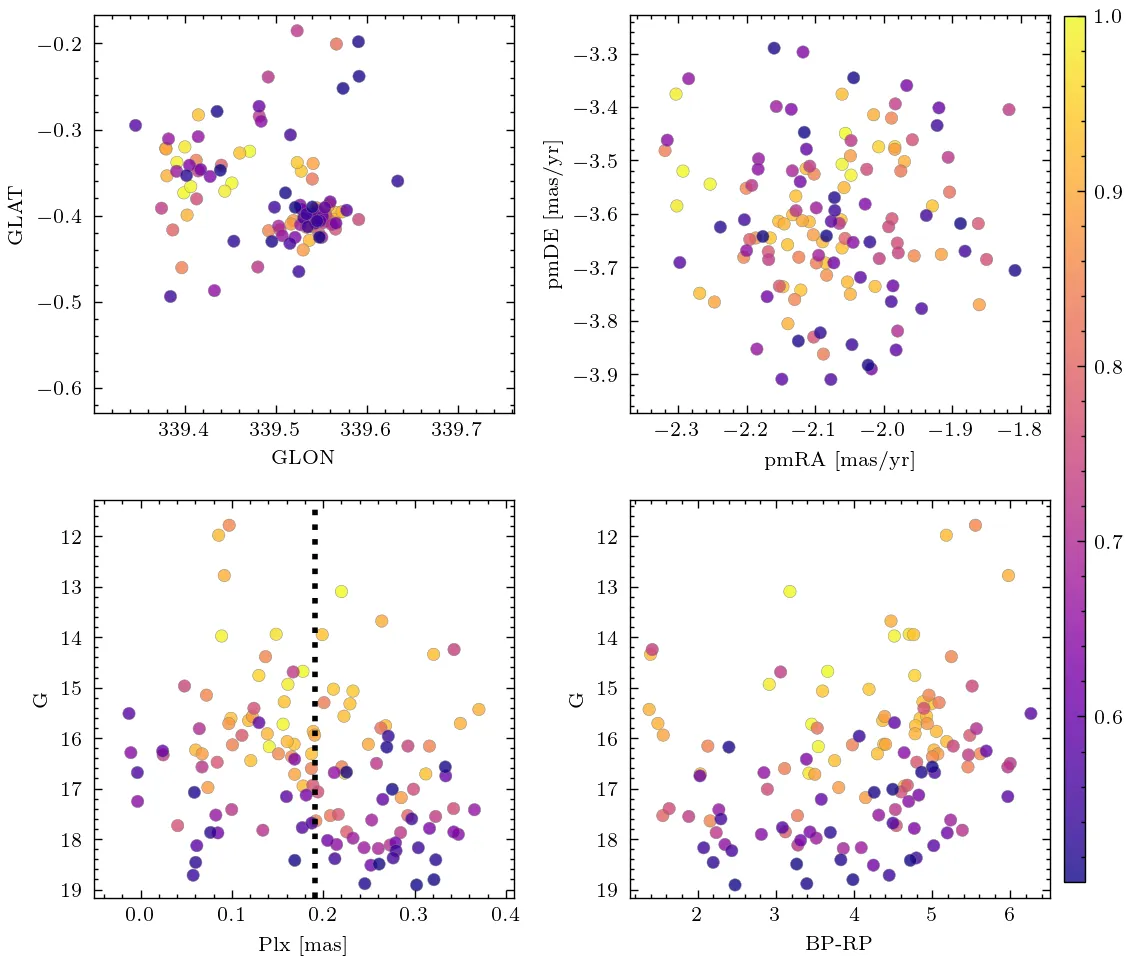 −0.2
−0.3
−0.4
−0.5
−0.6
GLAT
339.4 339.5 339.6 339.7
GLON
−3.3
−3.4
−3.5
−3.6
−3.7
−3.8
−3.9
pmDE [mas/yr]
−2.3 −2.2 −2.1 −2.0 −1.9 −1.8
pmRA [mas/yr]
12
13
14
15
16
17
18
19
G
0.0 0.1 0.2 0.3 0.4
Plx [mas]
12
13
14
15
16
17
18
19
G
2 3 4 5 6
BP-RP
1.0
0.9
0.8
0.7
0.6